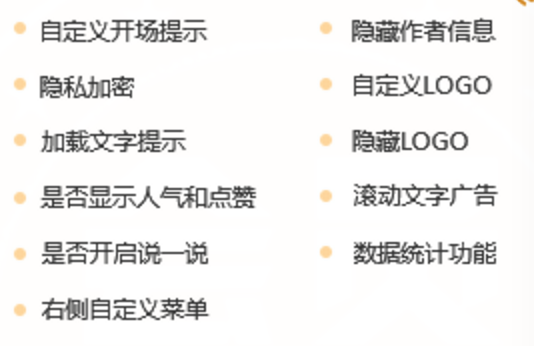 自定义开场提示
隐私加密
加载文字提示
是否显示人气和点赞
是否开启说一说
右侧自定义菜单
隐藏作者信息
自定义LOGO
隐藏LOGO
滚动文字广告
数据统计功能